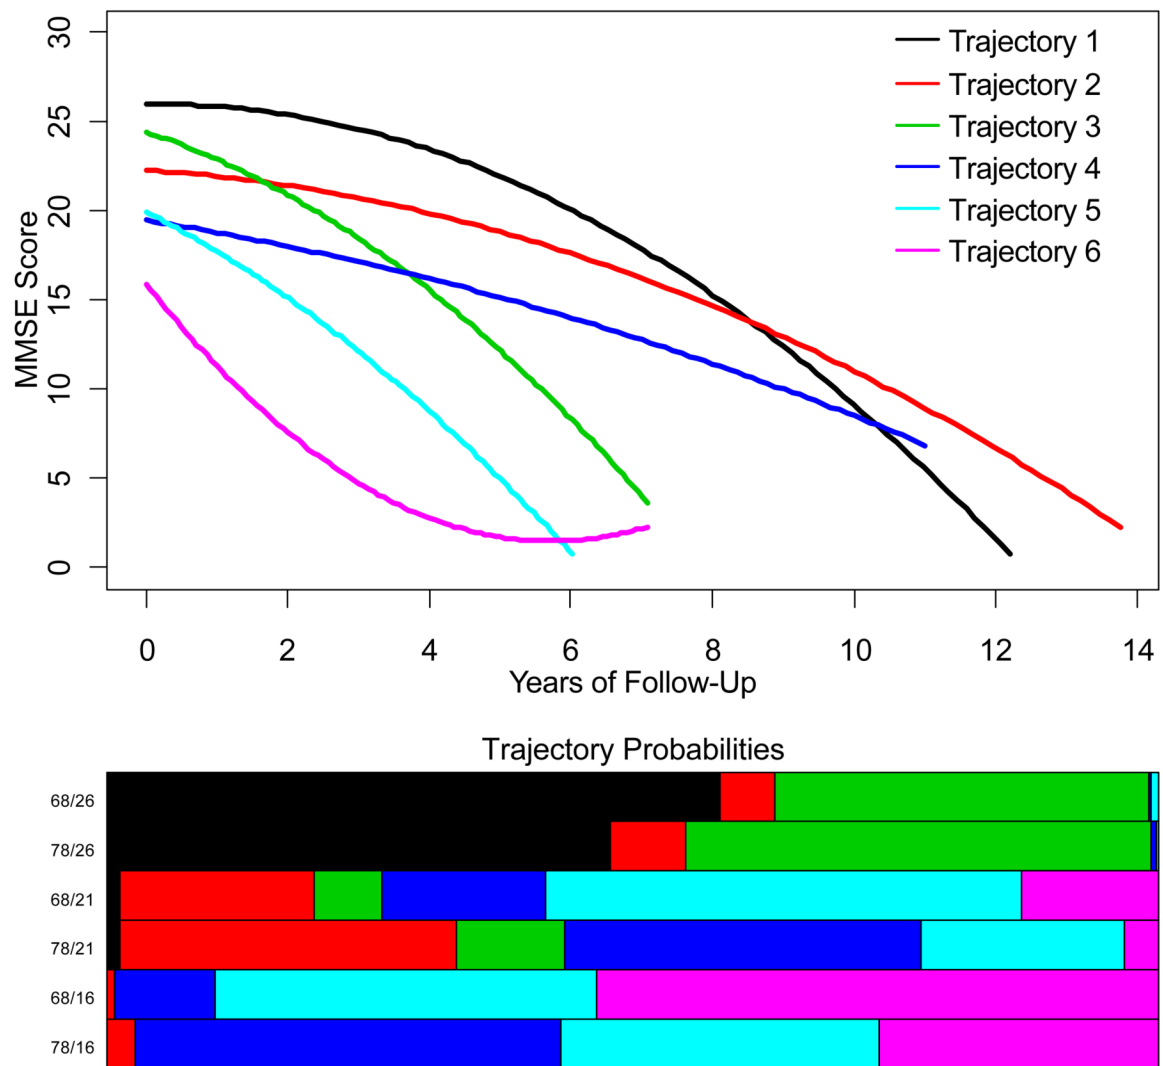 30
25
20
15
10
5
0
MMSE Score
Trajectory 1
Trajectory 2
Trajectory 3
Trajectory 4
Trajectory 5
Trajectory 6
0 2 4 6 8 10 12 14
Years of Follow-Up
Trajectory Probabilities
68/26
78/26
68/21
78/21
68/16
78/16